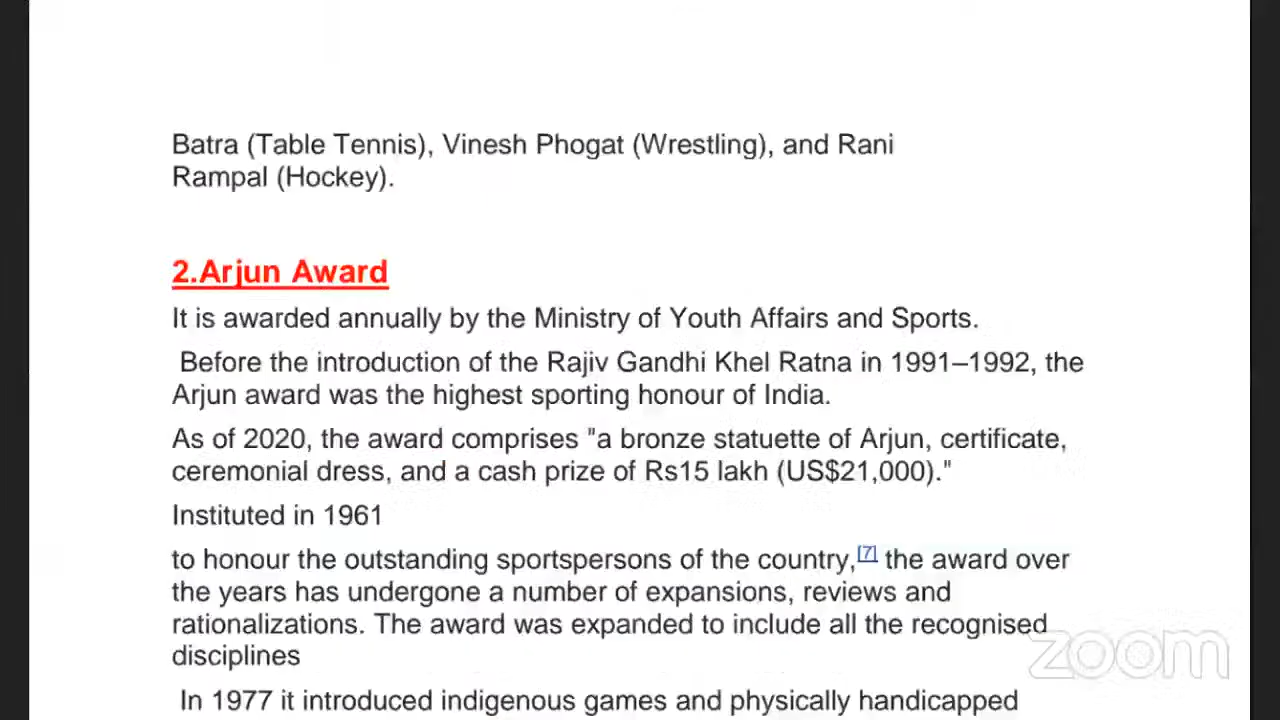 Batra (Table Tennis), Vinesh Phogat (Wrestling), and Rani
Rampal (Hockey).
2.Arjun Award
It is awarded annually by the Ministry of Youth Affairs and Sports.
Before the introduction of the Rajiv Gandhi Khel Ratna in 1991–1992, the
Arjun award was the highest sporting honour of India.
As of 2020, the award comprises "a bronze statuette of Arjun, certificate,
ceremonial dress, and a cash prize of Rs15 lakh (US$21,000)."
Instituted in 1961
to honour the outstanding sportspersons of the country,[7] the award over
the years has undergone a number of expansions, reviews and
rationalizations. The award was expanded to include all the recognised
disciplines
In 1977 it introduced indigenous games and physically handicapped
zoom